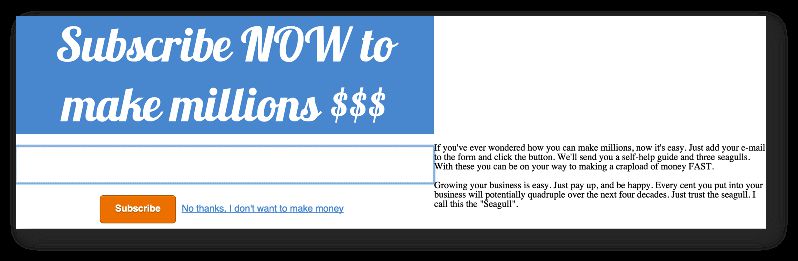 Subscribe NOW to
make millions $$$
If you've ever wondered how you can make millions, now it's easy. Just add your e-mail
to the form and click the button. We'll send you a self-help guide and three seagulls.
With these you can be on your way to making a crapload of money FAST.
Growing your business is easy. Just pay up, and be happy. Every cent you put into your
business will potentially quadruple over the next four decades. Just trust the seagull. I
call this the "Seagull".
Subscribe No thanks, I don't want to make money